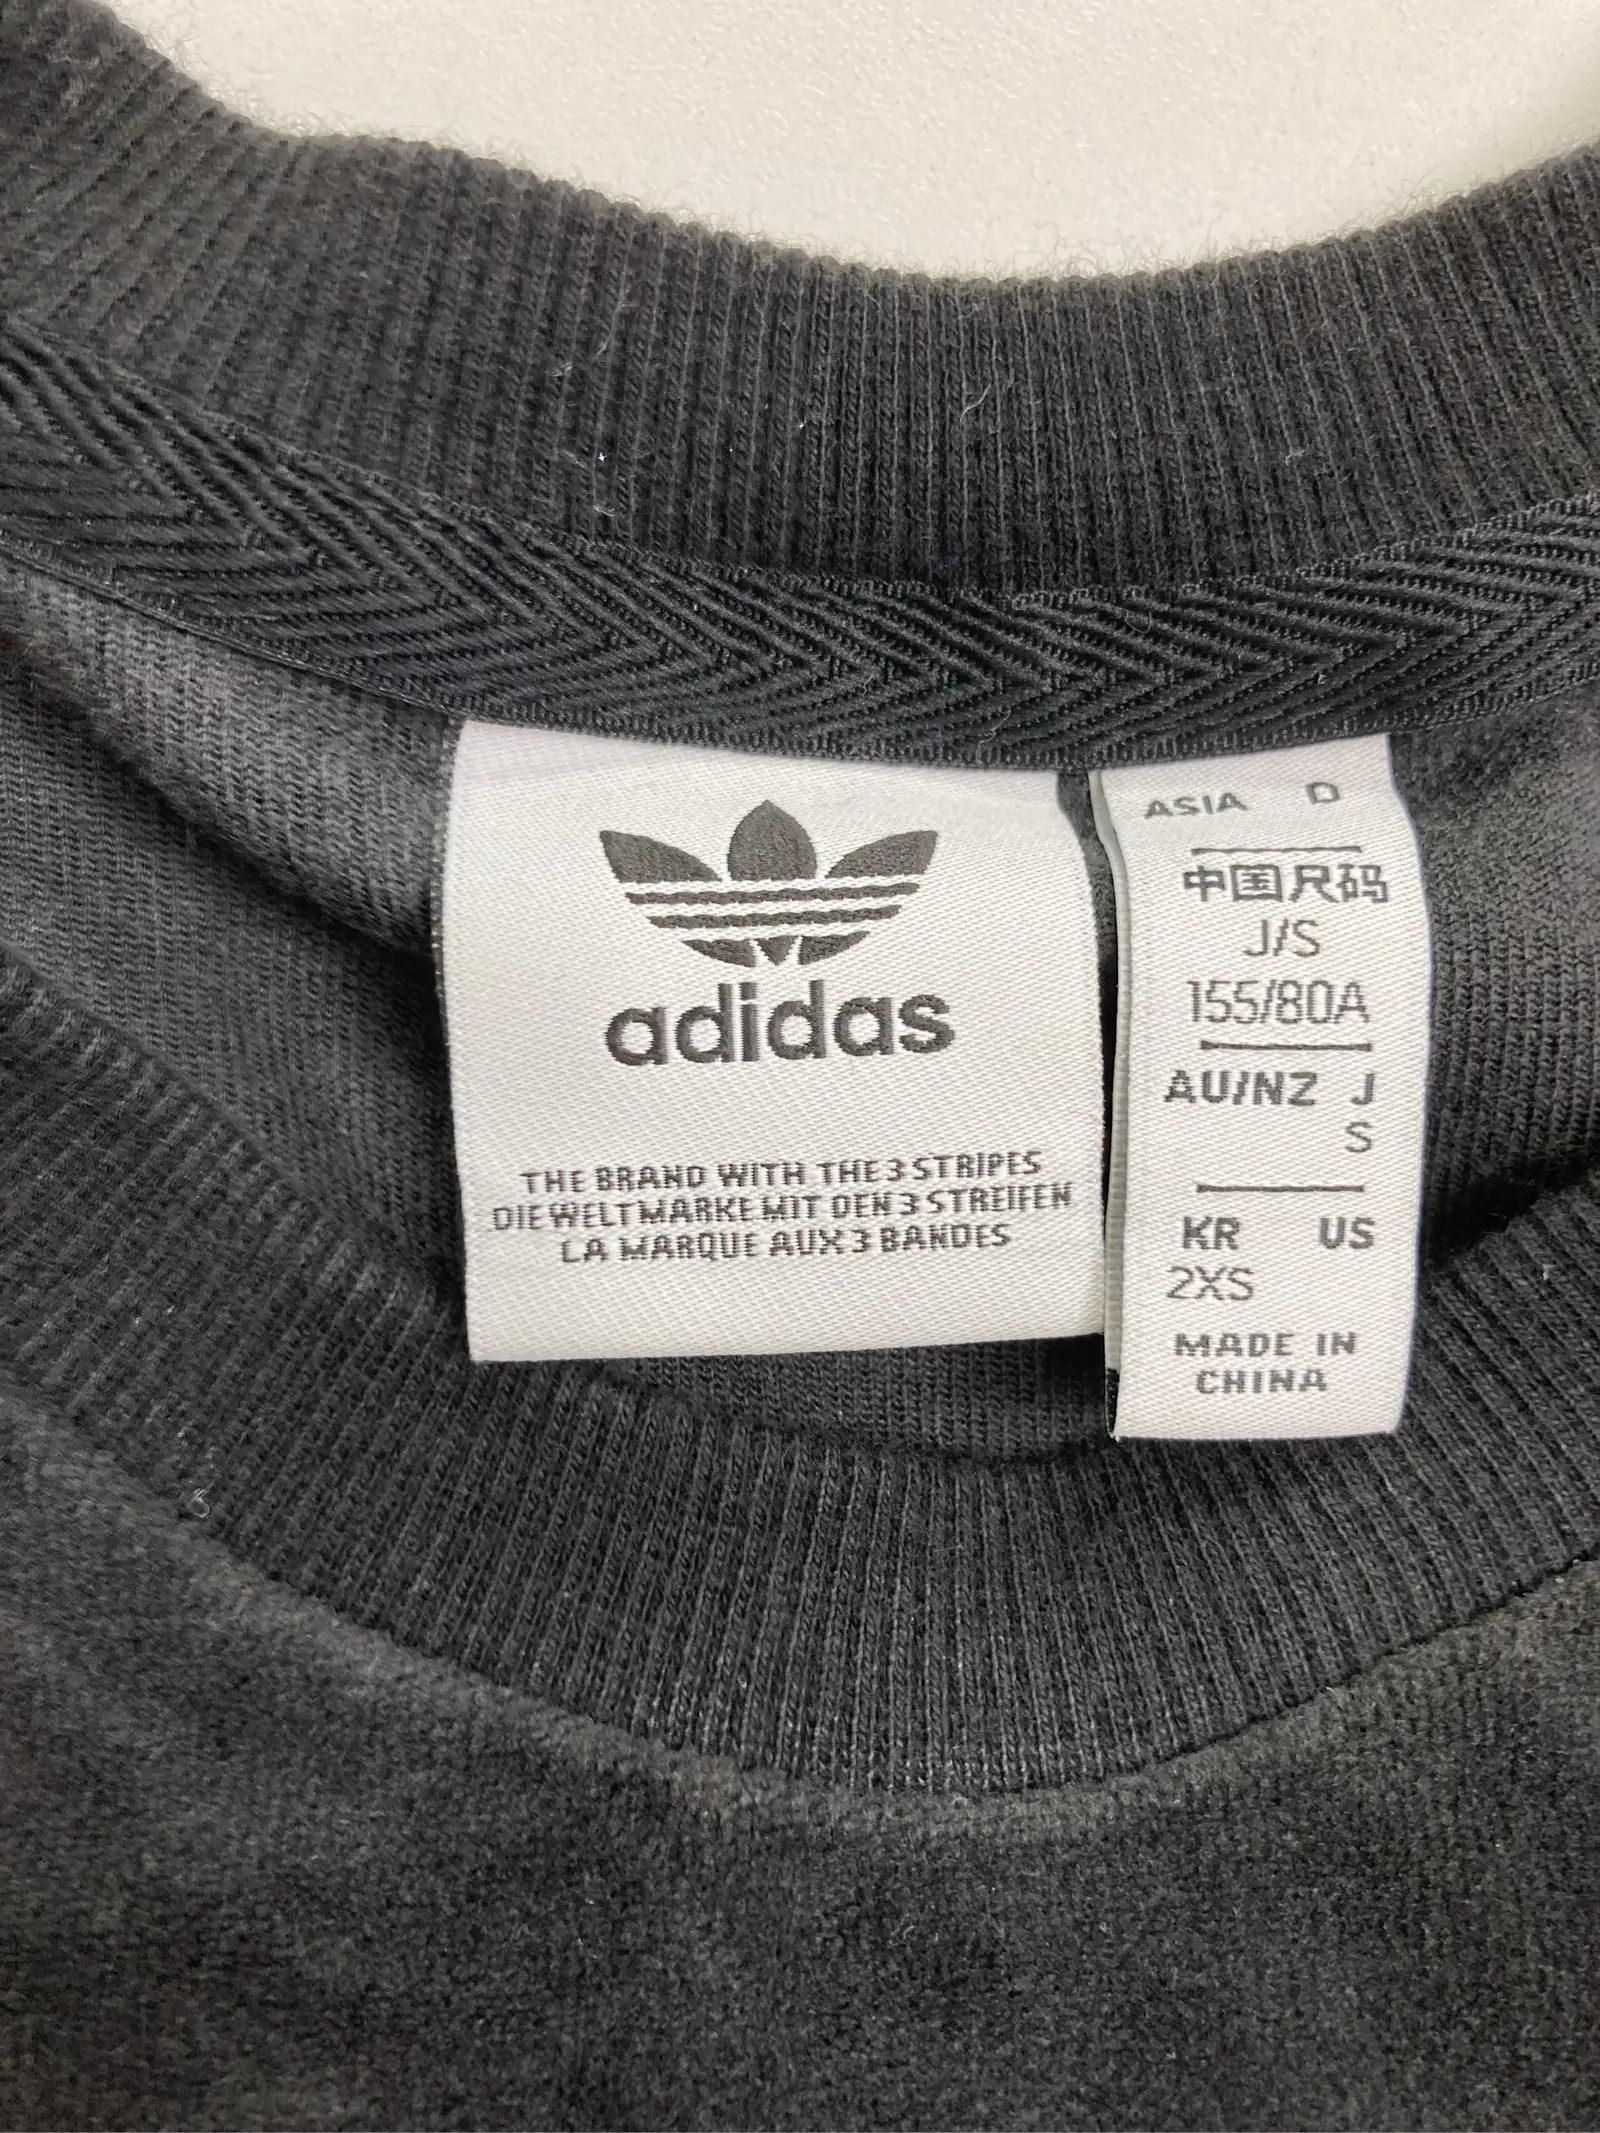 adidas
THE BRAND WITH THE 3 STRIPES
DIE WELTMARKE MIT DEN 3 STREIFEN
LA MARQUE AUX 3 BANDES
ASIA D
中国尺码
J/S
155/80A
AU/NZ J
S
KR US
2XS
MADE IN
CHINA